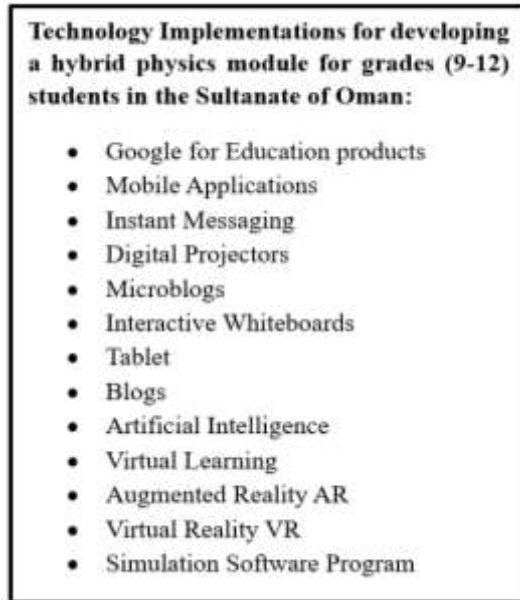 Technology Implementations for developing
a hybrid physics module for grades (9-12)
students in the Sultanate of Oman:
• Google for Education products
• Mobile Applications
• Instant Messaging
• Digital Projectors
• Microblogs
• Interactive Whiteboards
• Tablet
• Blogs
• Artificial Intelligence
• Virtual Learning
• Augmented Reality AR
• Virtual Reality VR
• Simulation Software Program